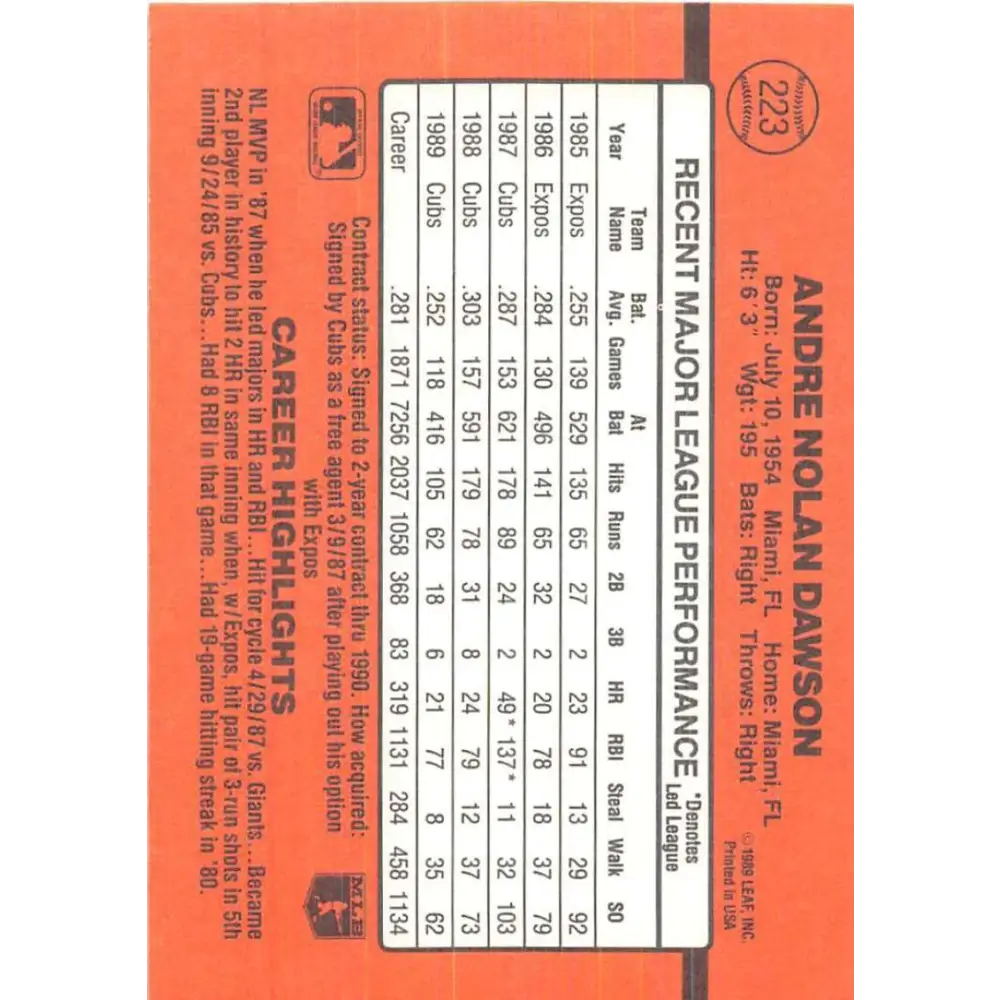 223
ANDRE NOLAN DAWSON
Born: July 10, 1954 Miami, FL Home: Miami, FL
Ht: 6'3" Wgt: 195 Bats: Right Throws: Right
© 1989 LEAF, INC.
Printed in USA
RECENT MAJOR LEAGUE PERFORMANCE
*Denotes
Led League
Year Team Name Bat. Avg. Games At Bat Hits Runs 2B 3B HR RBI Steal Walk SO
1985 Expos .255 139 529 135 65 27 2 23 91 13 29 92
1986 Expos .284 130 496 141 65 32 2 20 78 18 37 79
1987 Cubs .287 153 621 178 89 24 2 49* 137* 11 32 103
1988 Cubs .303 157 591 179 78 31 8 24 79 12 37 73
1989 Cubs .252 118 416 105 62 18 6 21 77 8 35 62
Career .281 1871 7256 2037 1058 368 83 319 1131 284 458 1134
Contract status: Signed to 2-year contract thru 1990. How acquired:
Signed by Cubs as a free agent 3/9/87 after playing out his option
with Expos
MLB
CAREER HIGHLIGHTS
NL MVP in '87 when he led majors in HR and RBI...Hit for cycle 4/29/87 vs. Giants...Became
2nd player in history to hit 2 HR in same inning when, w/Expos, hit pair of 3-run shots in 5th
inning 9/24/85 vs. Cubs...Had 8 RBI in that game...Had 19-game hitting streak in '80.